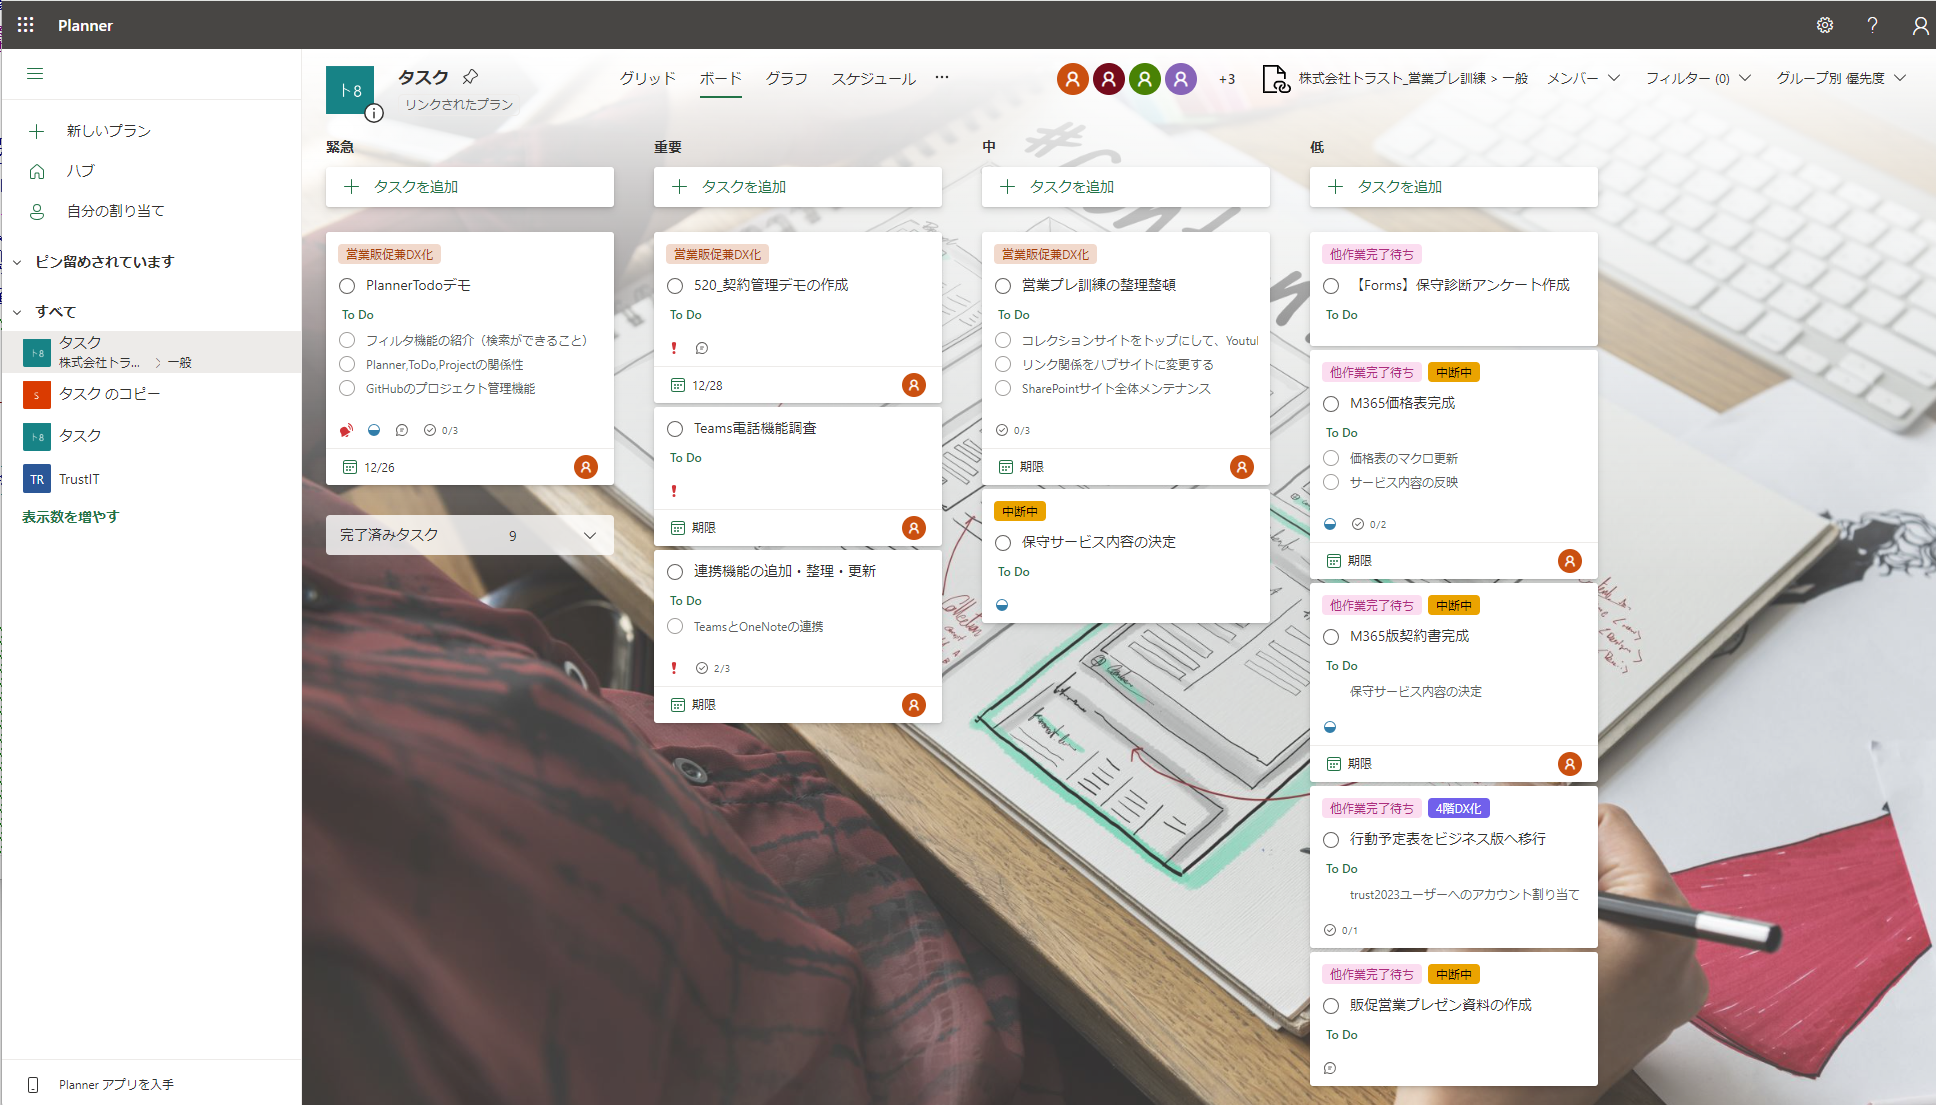 Planner
新しいプラン
ハブ
自分の割り当て
ピン留めされています
すべて
ト8
タスク
株式会社トラ... > 一般
S
タスク のコピー
ト8
タスク
TR
TrustIT
表示数を増やす
Planner アプリを入手
ト8
タスク
リンクされたプラン
グリッド ボード グラフ スケジュール ...
+3
株式会社トラスト_営業プレ訓練 > 一般
メンバー
フィルター (0)
グループ別 優先度
緊急
タスクを追加
営業販促兼DX化
PlannerTodoデモ
To Do
フィルタ機能の紹介（検索ができること）
Planner,ToDo,Projectの関係性
GitHubのプロジェクト管理機能
0/3
12/26
完了済みタスク 9
重要
タスクを追加
営業販促兼DX化
520_契約管理デモの作成
To Do
12/28
Teams電話機能調査
To Do
期限
連携機能の追加・整理・更新
To Do
TeamsとOneNoteの連携
2/3
期限
中
タスクを追加
営業販促兼DX化
営業プレ訓練の整理整頓
To Do
コレクションサイトをトップにして、Youtul
リンク関係をハブサイトに変更する
SharePointサイト全体メンテナンス
0/3
期限
中断中
保守サービス内容の決定
To Do
低
タスクを追加
他作業完了待ち
【Forms】保守診断アンケート作成
To Do
他作業完了待ち 中断中
M365価格表完成
To Do
価格表のマクロ更新
サービス内容の反映
0/2
期限
他作業完了待ち 中断中
M365版契約書完成
To Do
保守サービス内容の決定
期限
他作業完了待ち 4階DX化
行動予定表をビジネス版へ移行
To Do
trust2023ユーザーへのアカウント割り当て
0/1
他作業完了待ち 中断中
販促営業プレゼン資料の作成
To Do